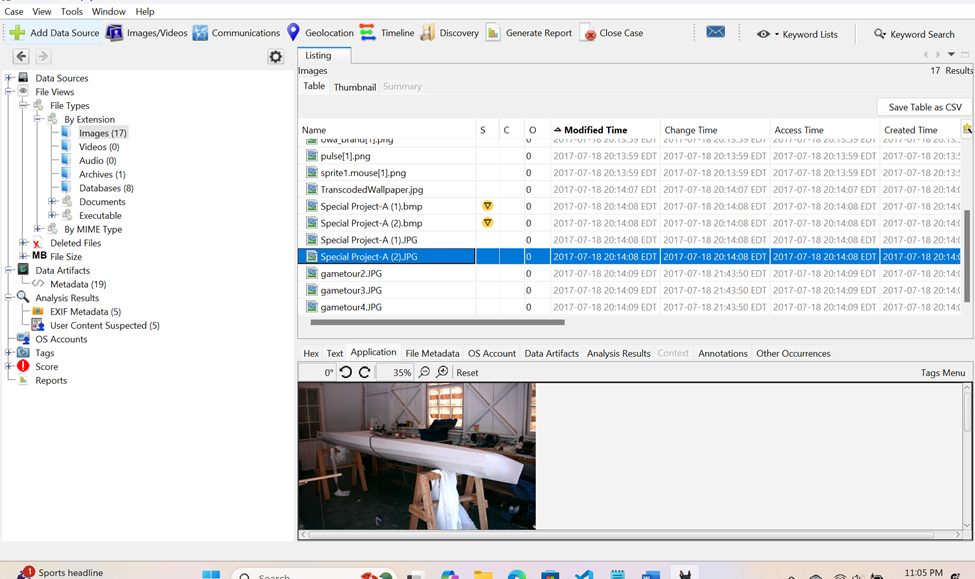 Case View Tools Window Help
Add Data Source Images/Videos Communications Geolocation Timeline Discovery Generate Report Close Case Keyword Lists Keyword Search
Listing
Images
17 Results
Table Thumbnail Summary
Save Table as CSV
Data Sources
File Views
File Types
By Extension
Images (17)
Videos (0)
Audio (0)
Archives (1)
Databases (8)
Documents
Executable
By MIME Type
Deleted Files
MB File Size
Data Artifacts
Metadata (19)
Analysis Results
EXIF Metadata (5)
User Content Suspected (5)
OS Accounts
Tags
Score
Reports
Name S C O Modified Time Change Time Access Time Created Time
owa_brand[1].png 0 2017-07-18 20:13:59 EDT 2017-07-18 20:13:59 EDT 2017-07-18 20:13:59 EDT 2017-07-18 20:13:5
pulse[1].png 0 2017-07-18 20:13:59 EDT 2017-07-18 20:13:59 EDT 2017-07-18 20:13:59 EDT 2017-07-18 20:13:5
sprite1.mouse[1].png 0 2017-07-18 20:13:59 EDT 2017-07-18 20:13:59 EDT 2017-07-18 20:13:59 EDT 2017-07-18 20:13:5
TranscodedWallpaper.jpg 0 2017-07-18 20:14:07 EDT 2017-07-18 20:14:07 EDT 2017-07-18 20:14:07 EDT 2017-07-18 20:14:0
Special Project-A (1).bmp 0 2017-07-18 20:14:08 EDT 2017-07-18 20:14:08 EDT 2017-07-18 20:14:08 EDT 2017-07-18 20:14:0
Special Project-A (2).bmp 0 2017-07-18 20:14:08 EDT 2017-07-18 20:14:08 EDT 2017-07-18 20:14:08 EDT 2017-07-18 20:14:0
Special Project-A (1).JPG 0 2017-07-18 20:14:08 EDT 2017-07-18 20:14:08 EDT 2017-07-18 20:14:08 EDT 2017-07-18 20:14:0
Special Project-A (2).JPG 0 2017-07-18 20:14:08 EDT 2017-07-18 20:14:08 EDT 2017-07-18 20:14:08 EDT 2017-07-18 20:14:0
gametour2.JPG 0 2017-07-18 20:14:09 EDT 2017-07-18 21:43:50 EDT 2017-07-18 20:14:09 EDT 2017-07-18 20:14:0
gametour3.JPG 0 2017-07-18 20:14:09 EDT 2017-07-18 21:43:50 EDT 2017-07-18 20:14:09 EDT 2017-07-18 20:14:0
gametour4.JPG 0 2017-07-18 20:14:09 EDT 2017-07-18 21:43:50 EDT 2017-07-18 20:14:09 EDT 2017-07-18 20:14:0
Hex Text Application File Metadata OS Account Data Artifacts Analysis Results Context Annotations Other Occurrences
0° 35% Reset Tags Menu
1 Sports headline
Search
11:05 PM